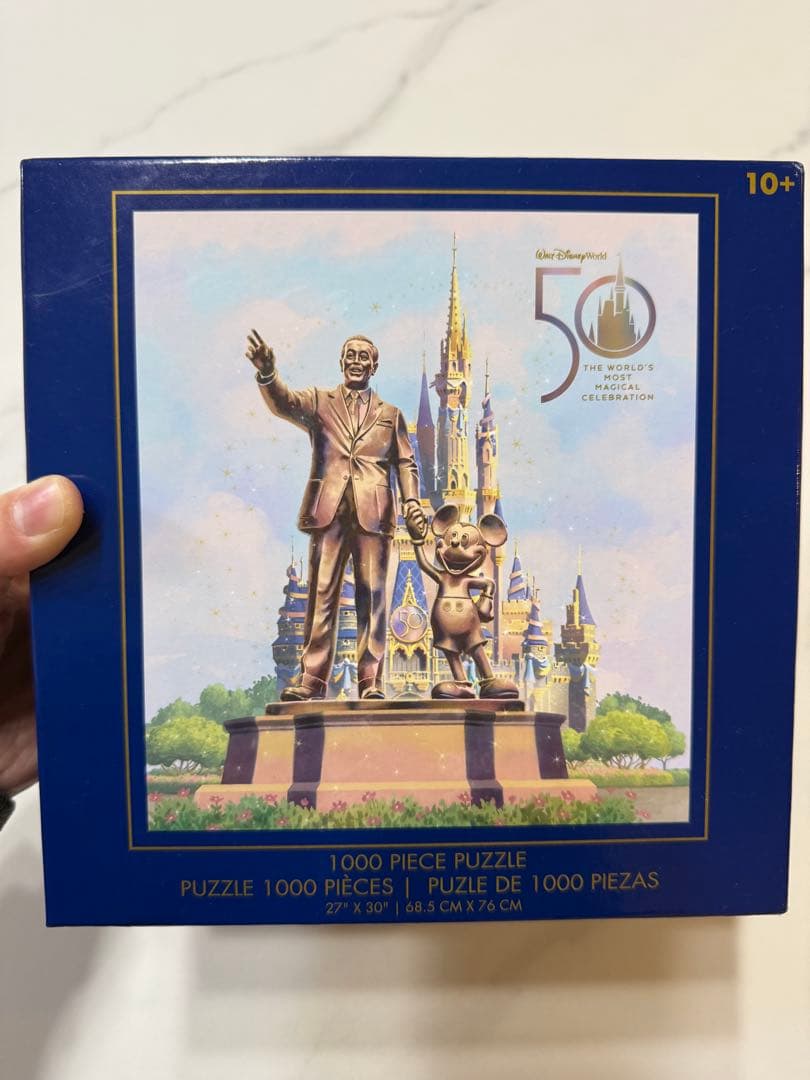 10+
Walt Disney World
50
THE WORLD'S
MOST
MAGICAL
CELEBRATION
50
1000 PIECE PUZZLE
PUZZLE 1000 PIÈCES | PUZLE DE 1000 PIEZAS
27" X 30" | 68.5 CM X 76 CM